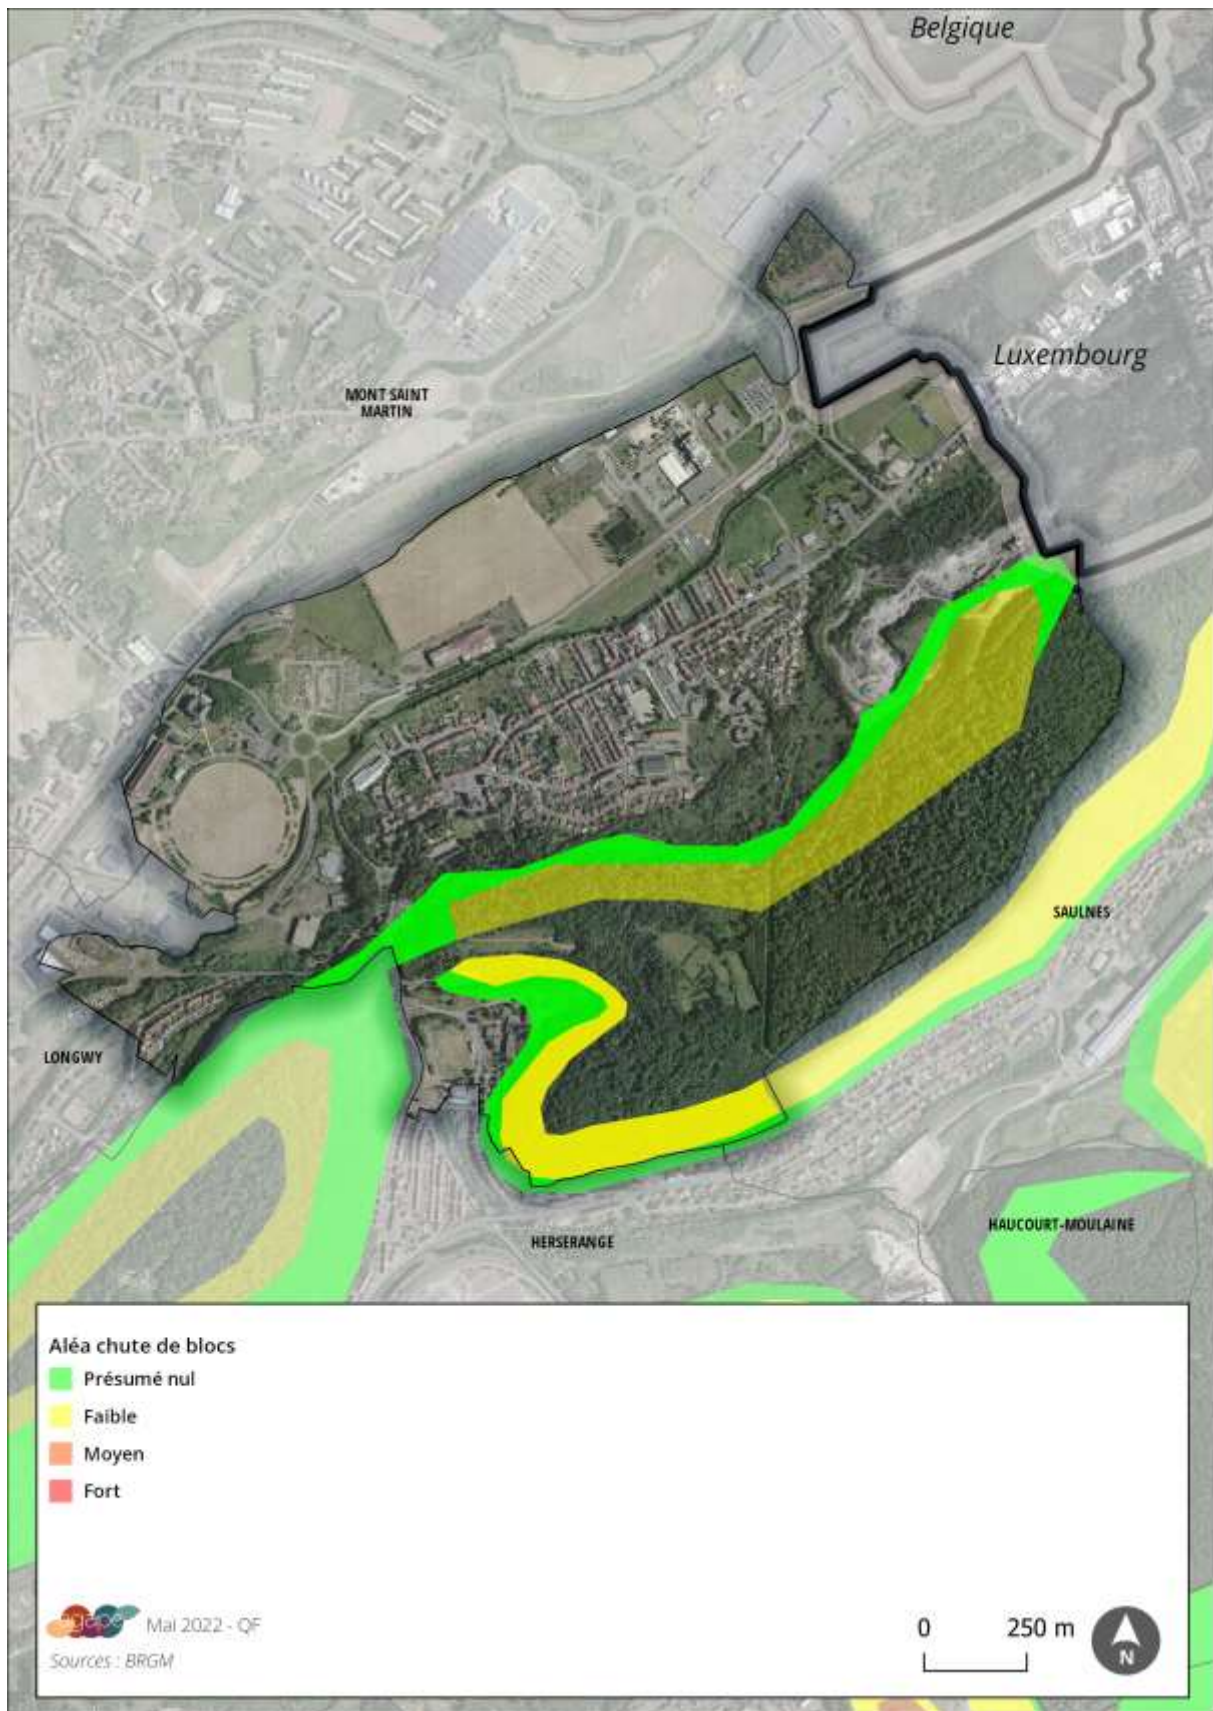 Belgique
Luxembourg
MONT SAINT
MARTIN
SAULNES
LONGWY
HAUCOURT-MOULAINE
HERSERANGE
Aléa chute de blocs
Présumé nul
Faible
Moyen
Fort
agape Mai 2022 - QF
Sources : BRGM
0 250 m
N